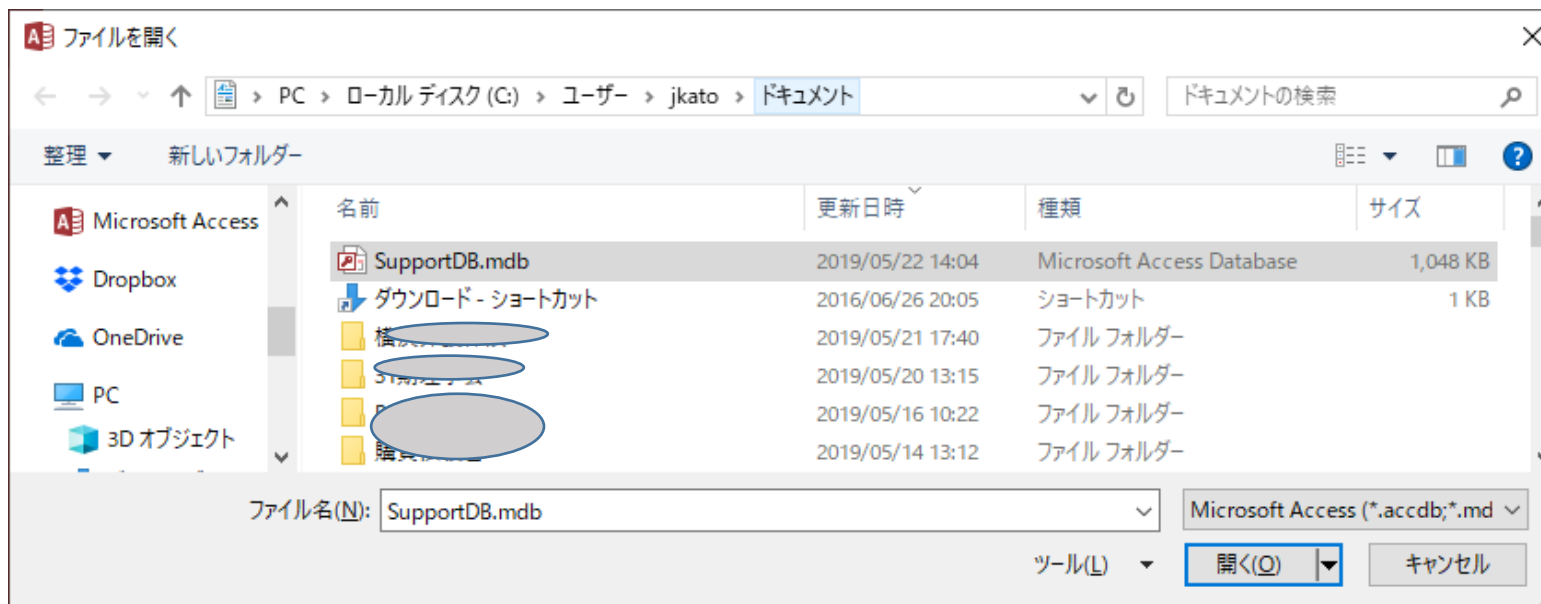 ファイルを開く
PC › ローカル ディスク (C:) › ユーザー › jkato › ドキュメント
ドキュメントの検索
整理 新しいフォルダー
Microsoft Access
Dropbox
OneDrive
PC
3D オブジェクト
名前 更新日時 種類 サイズ
SupportDB.mdb 2019/05/22 14:04 Microsoft Access Database 1,048 KB
ダウンロード - ショートカット 2016/06/26 20:05 ショートカット 1 KB
2019/05/21 17:40 ファイル フォルダー
2019/05/20 13:15 ファイル フォルダー
2019/05/16 10:22 ファイル フォルダー
2019/05/14 13:12 ファイル フォルダー
ファイル名(N): SupportDB.mdb Microsoft Access (*.accdb;*.md
ツール(L) 開く(O) キャンセル